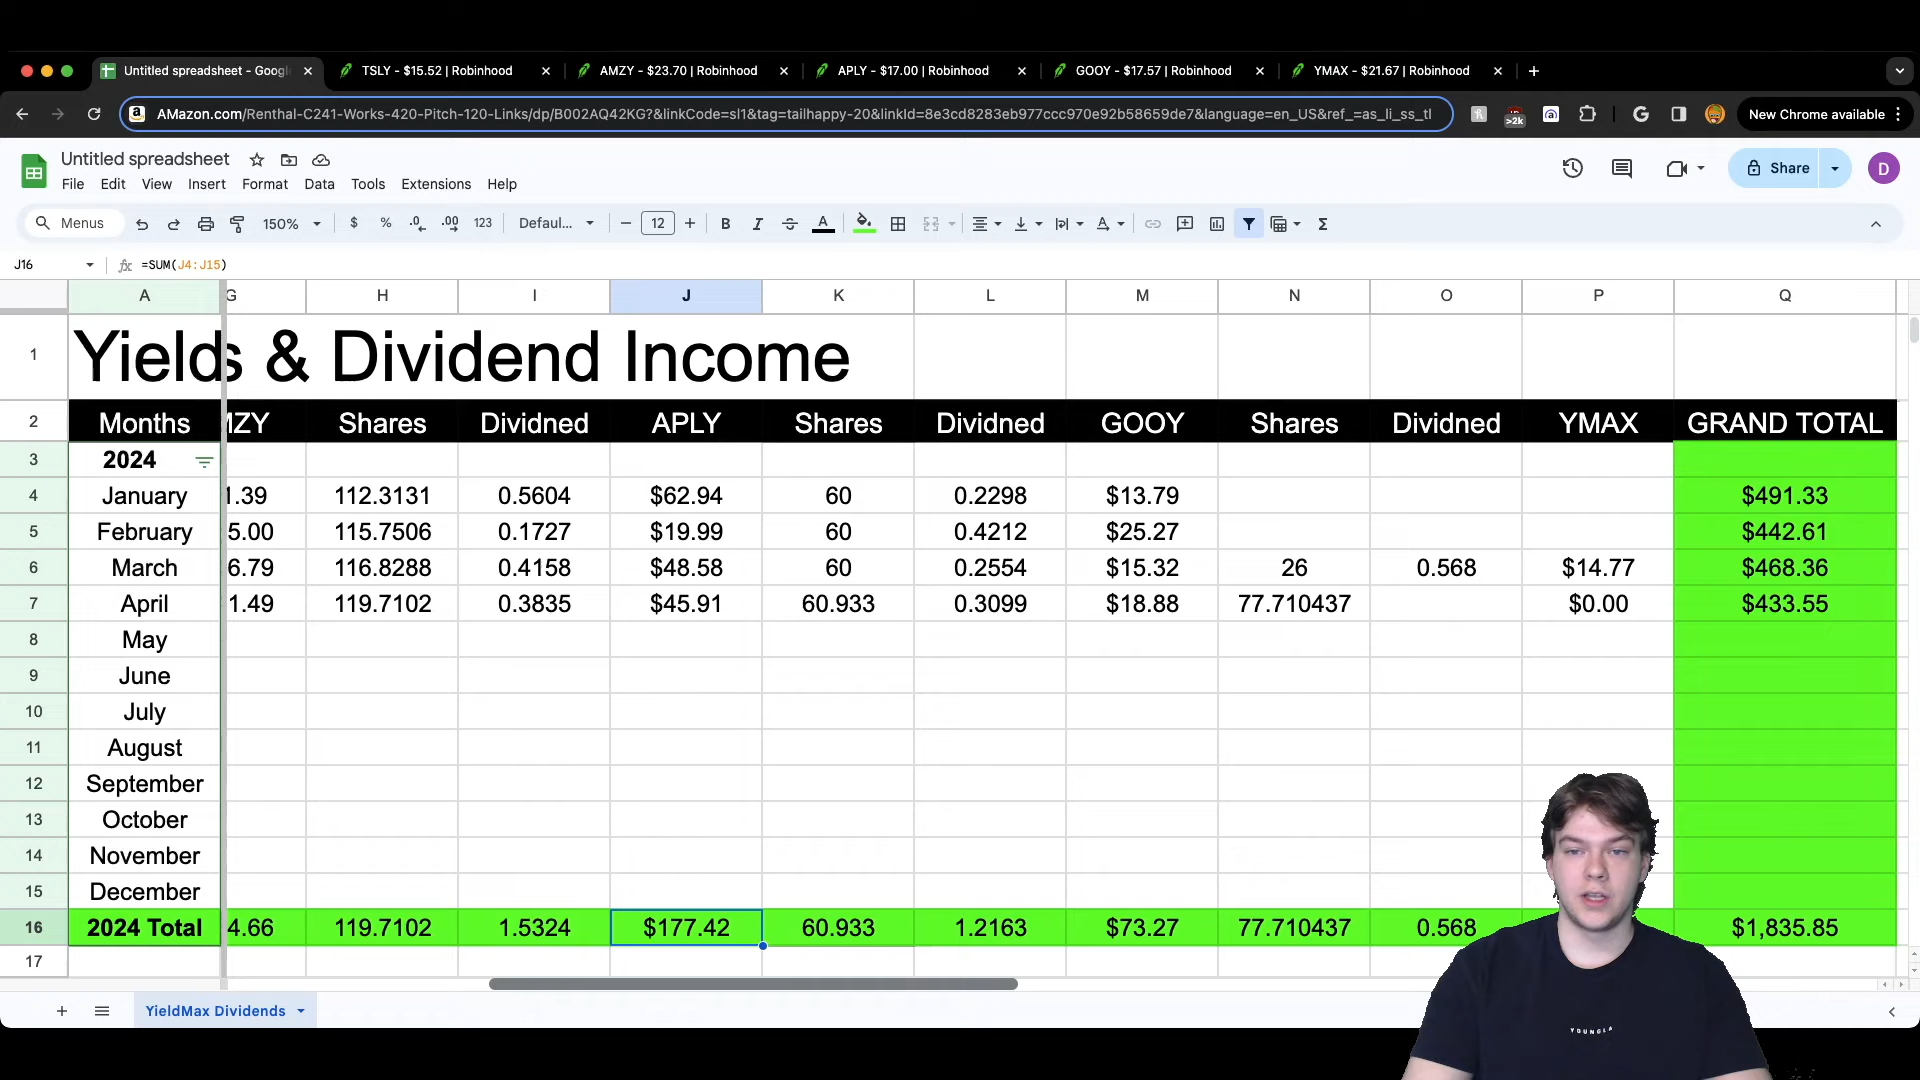 Untitled spreadsheet - Googl
TSLY - $15.52 | Robinhood
AMZY - $23.70 | Robinhood
APLY - $17.00 | Robinhood
GOOY - $17.57 | Robinhood
YMAX - $21.67 | Robinhood
AMazon.com/Renthal-C241-Works-420-Pitch-120-Links/dp/B002AQ42KG?&linkCode=sl1&tag=tailhappy-20&linkId=8e3cd8283eb977ccc970e92b58659de7&language=en_US&ref_=as_li_ss_tl
>2k
New Chrome available
Untitled spreadsheet
File Edit View Insert Format Data Tools Extensions Help
Share
D
Menus 150% $ % .0 .00 123 Defaul... 12 B I A Σ
J16 fx =SUM(J4:J15)
A G H I J K L M N O P Q
1 Yields & Dividend Income
2 Months MZY Shares Dividned APLY Shares Dividned GOOY Shares Dividned YMAX GRAND TOTAL
3 2024
4 January 1.39 112.3131 0.5604 $62.94 60 0.2298 $13.79 $491.33
5 February 5.00 115.7506 0.1727 $19.99 60 0.4212 $25.27 $442.61
6 March 6.79 116.8288 0.4158 $48.58 60 0.2554 $15.32 26 0.568 $14.77 $468.36
7 April 1.49 119.7102 0.3835 $45.91 60.933 0.3099 $18.88 77.710437 $0.00 $433.55
8 May
9 June
10 July
11 August
12 September
13 October
14 November
15 December
16 2024 Total 4.66 119.7102 1.5324 $177.42 60.933 1.2163 $73.27 77.710437 0.568 $1,835.85
17
YieldMax Dividends
YOUNGLA